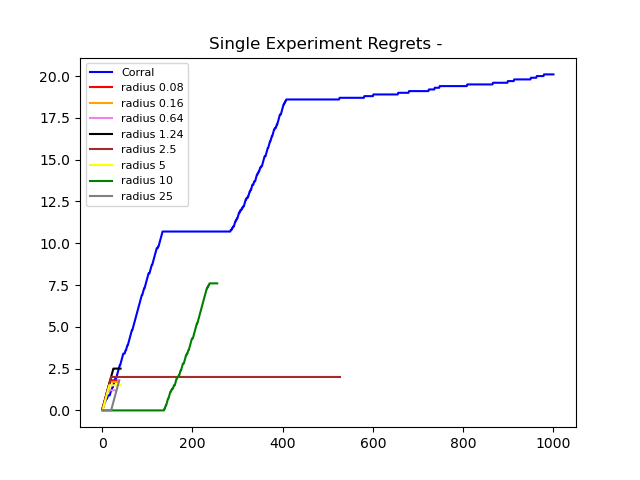 Single Experiment Regrets -
20.0
17.5
15.0
12.5
10.0
7.5
5.0
2.5
0.0
Corral
radius 0.08
radius 0.16
radius 0.64
radius 1.24
radius 2.5
radius 5
radius 10
radius 25
0 200 400 600 800 1000